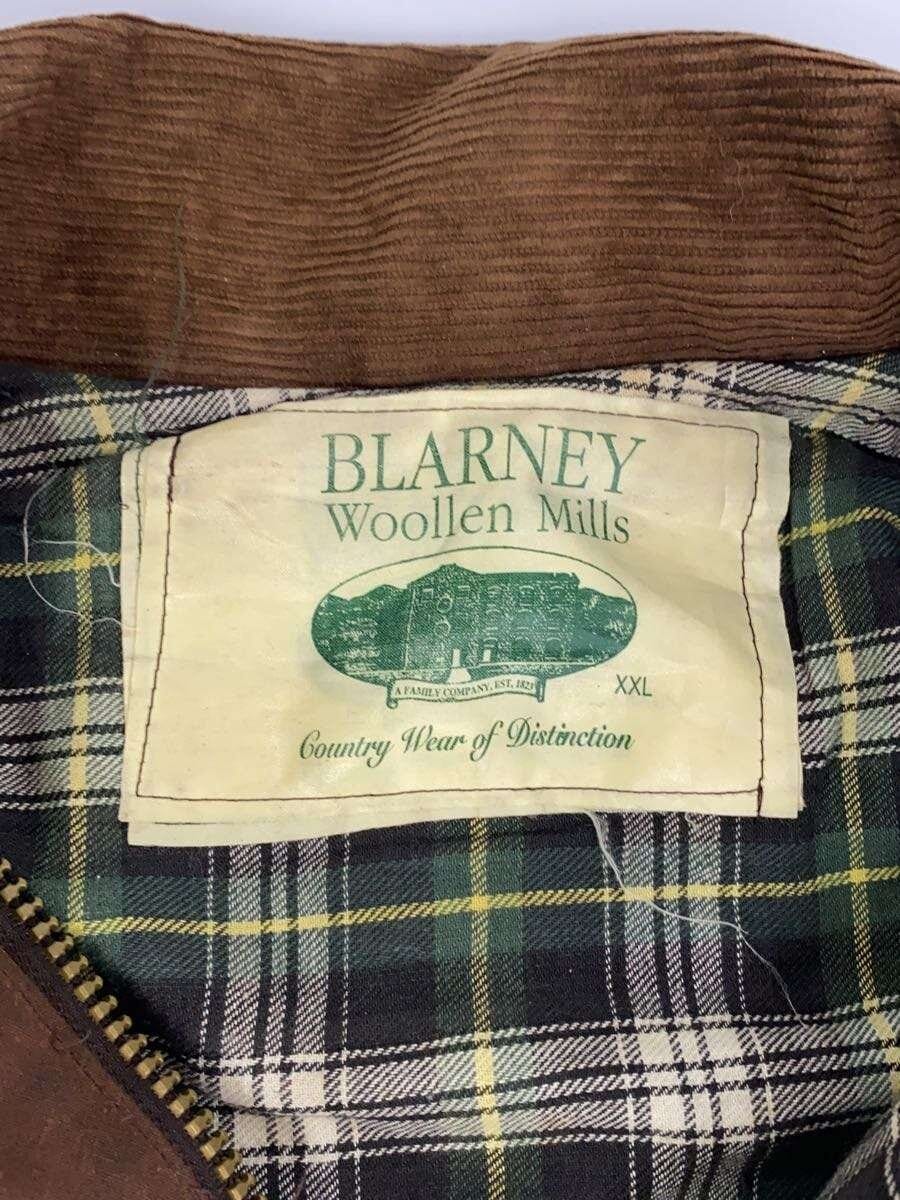 BLARNEY
Woollen Mills
A FAMILY COMPANY, EST. 1823
XXL
Country Wear of Distinction